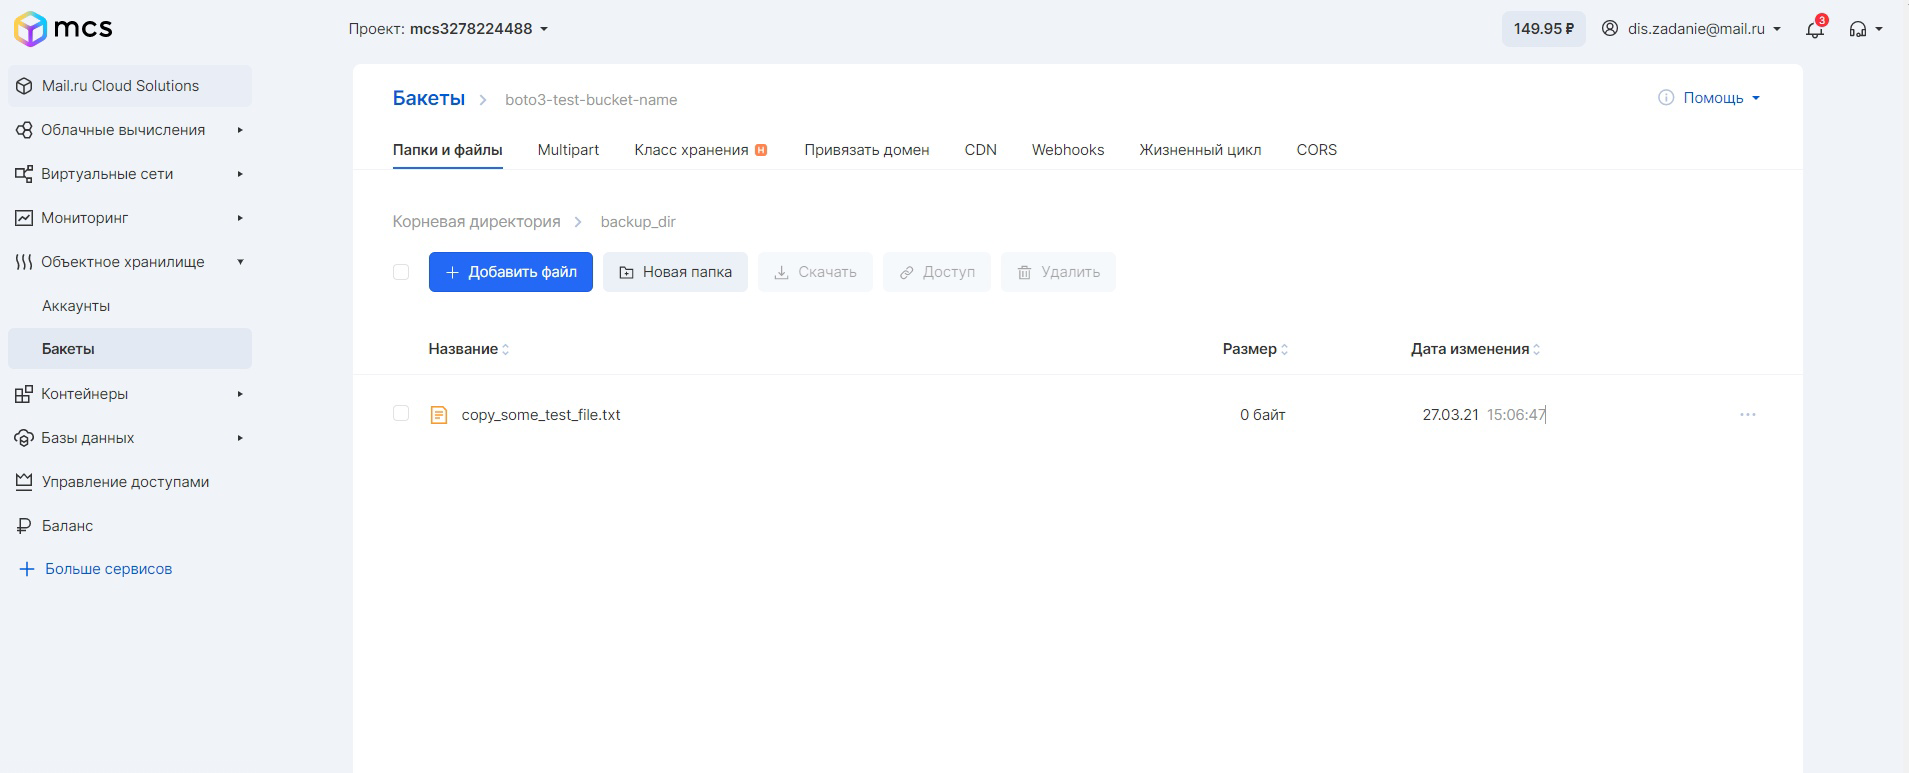 mcs
Проект: mcs3278224488
149.95 ₽
dis.zadanie@mail.ru
3
Mail.ru Cloud Solutions
Облачные вычисления
Виртуальные сети
Мониторинг
Объектное хранилище
Аккаунты
Бакеты
Контейнеры
Базы данных
Управление доступами
Баланс
Больше сервисов
Бакеты boto3-test-bucket-name
Помощь
Папки и файлы Multipart Класс хранения Н Привязать домен CDN Webhooks Жизненный цикл CORS
Корневая директория backup_dir
Добавить файл Новая папка Скачать Доступ Удалить
Название Размер Дата изменения
copy_some_test_file.txt 0 байт 27.03.21 15:06:47